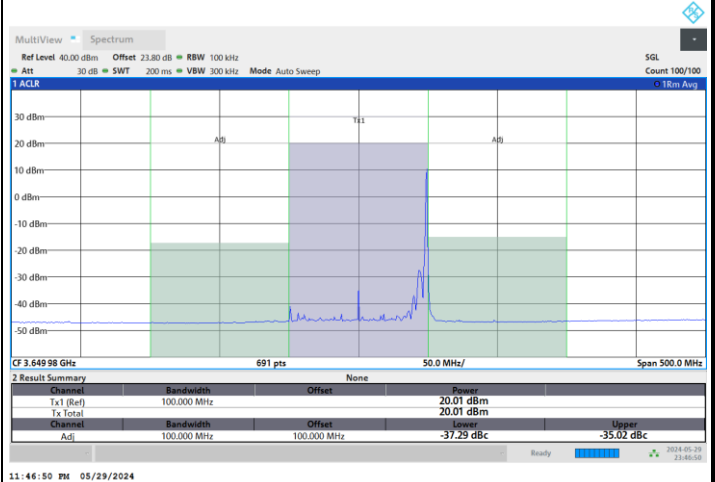 MultiView Spectrum
Ref Level 40.00 dBm Offset 23.80 dB RBW 100 kHz SGL
Att 30 dB SWT 200 ms VBW 300 kHz Mode Auto Sweep Count 100/100
1 ACLR 1Rm Avg
30 dBm
Tx1
20 dBm Adj Adj
10 dBm
0 dBm
-10 dBm
-20 dBm
-30 dBm
-40 dBm
-50 dBm
CF 3.649 98 GHz 691 pts 50.0 MHz/ Span 500.0 MHz
2 Result Summary None
Channel Bandwidth Offset Power
Tx1 (Ref) 100.000 MHz 20.01 dBm
Tx Total 20.01 dBm
Channel Bandwidth Offset Lower Upper
Adj 100.000 MHz 100.000 MHz -37.29 dBc -35.02 dBc
Ready 2024-05-29
23:46:50
11:46:50 PM 05/29/2024